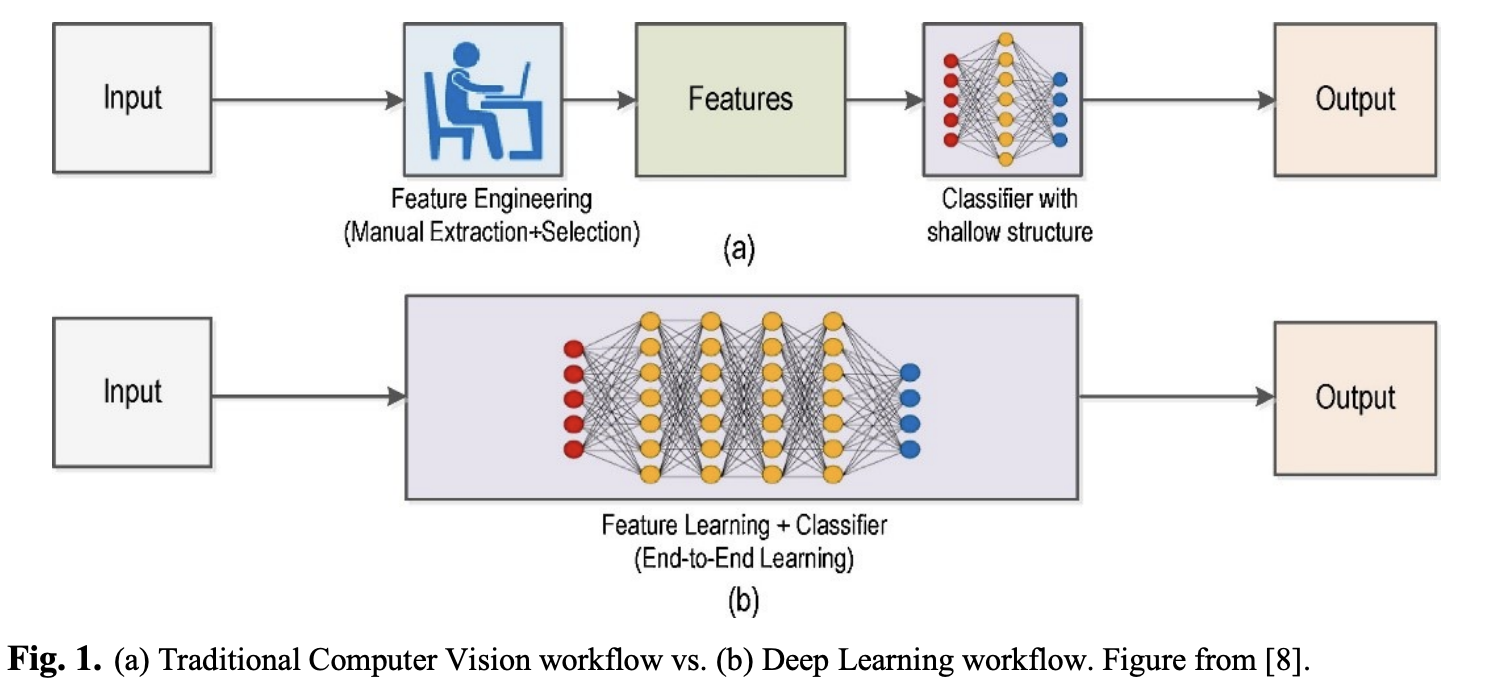 Input
Features
Output
Feature Engineering
(Manual Extraction+Selection)
Classifier with
shallow structure
(a)
Input
Output
Feature Learning + Classifier
(End-to-End Learning)
(b)
Fig. 1. (a) Traditional Computer Vision workflow vs. (b) Deep Learning workflow. Figure from [8].